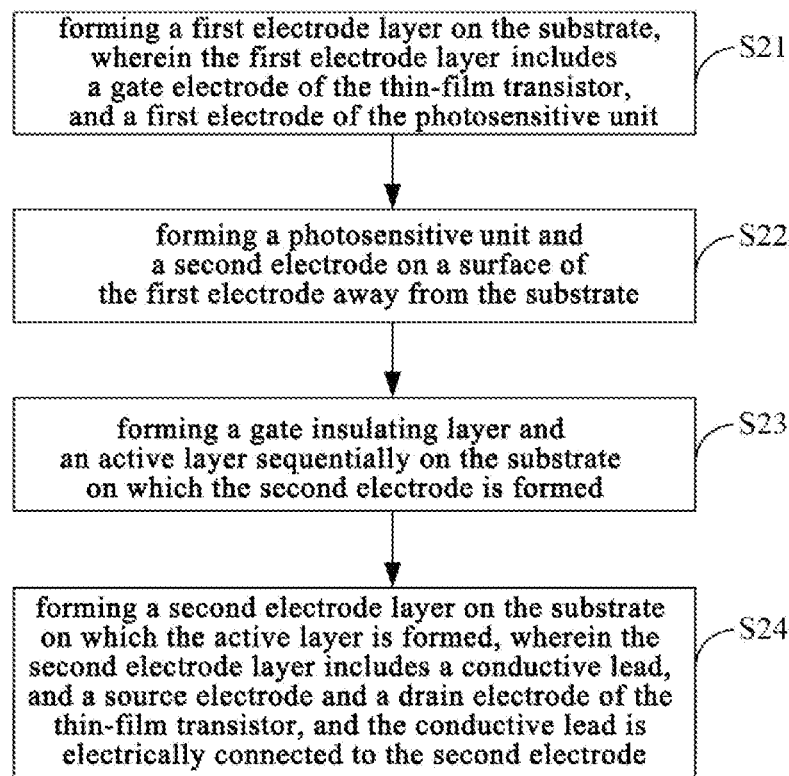 forming a first electrode layer on the substrate,
wherein the first electrode layer includes
a gate electrode of the thin-film transistor,
and a first electrode of the photosensitive unit
S21
forming a photosensitive unit and
a second electrode on a surface of
the first electrode away from the substrate
S22
forming a gate insulating layer and
an active layer sequentially on the substrate
on which the second electrode is formed
S23
forming a second electrode layer on the substrate
on which the active layer is formed, wherein the
second electrode layer includes a conductive lead,
and a source electrode and a drain electrode of the
thin-film transistor, and the conductive lead is
electrically connected to the second electrode
S24